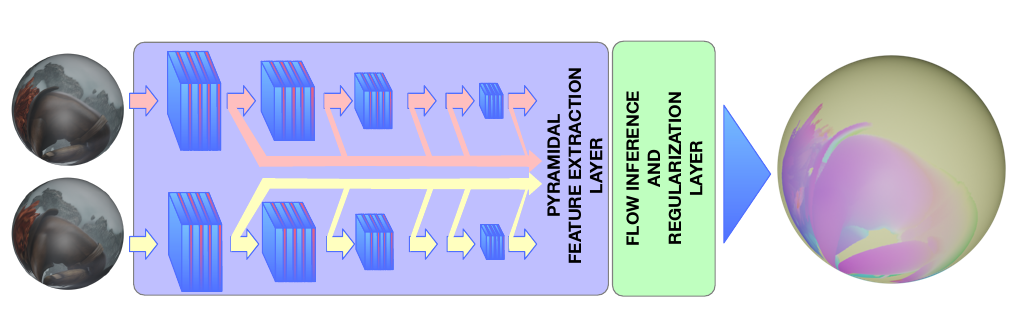 PYRAMIDAL
FEATURE EXTRACTION
LAYER
FLOW INFERENCE
AND
REGULARIZATION
LAYER